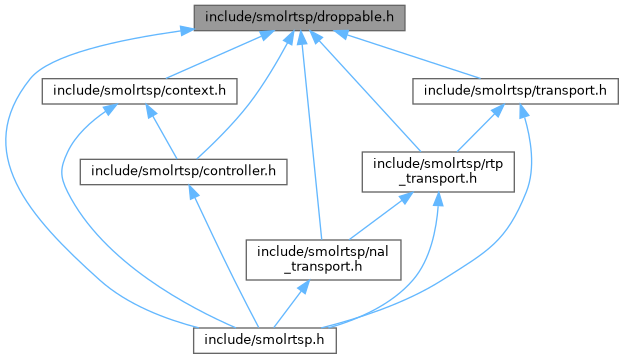 include/smolrtsp/droppable.h
include/smolrtsp/context.h
include/smolrtsp/transport.h
include/smolrtsp/controller.h
include/smolrtsp/rtp
_transport.h
include/smolrtsp/nal
_transport.h
include/smolrtsp.h